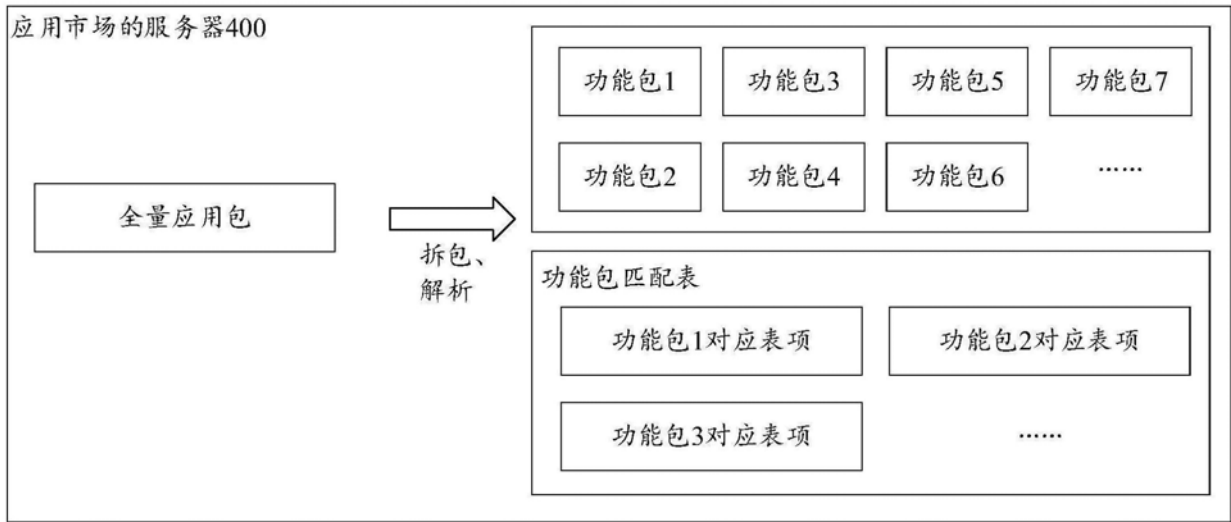 应用市场的服务器400
功能包1
功能包3
功能包5
功能包7
功能包2
功能包4
功能包6
……
全量应用包
拆包、
解析
功能包匹配表
功能包1对应表项
功能包2对应表项
功能包3对应表项
……